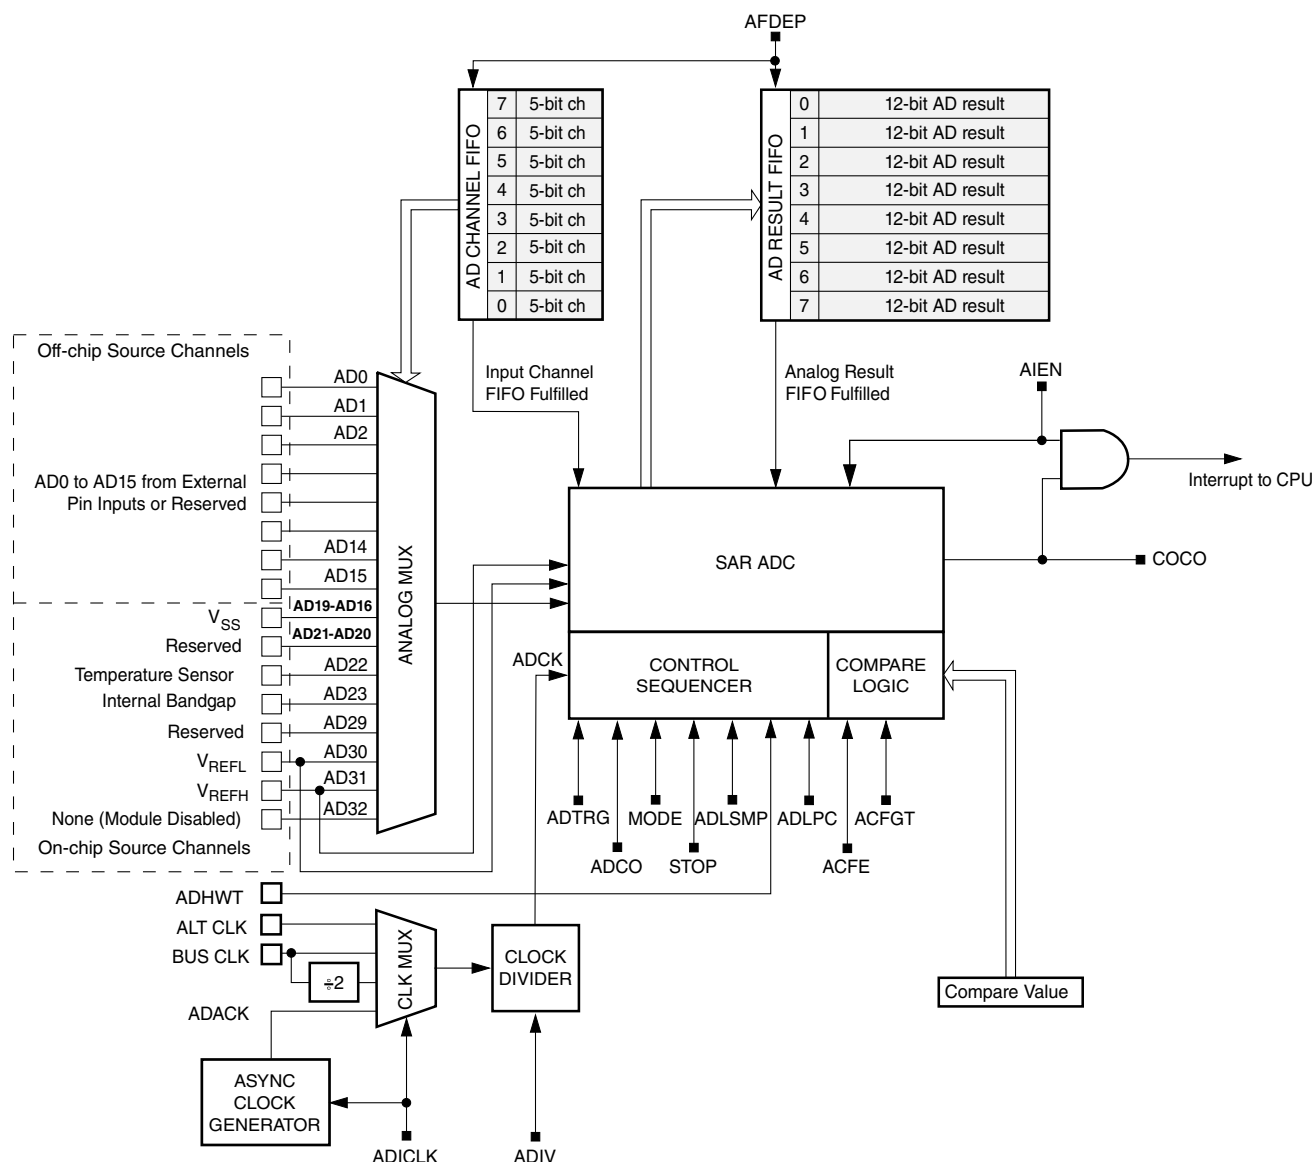 AFDEP
AD CHANNEL FIFO
7 5-bit ch
6 5-bit ch
5 5-bit ch
4 5-bit ch
3 5-bit ch
2 5-bit ch
1 5-bit ch
0 5-bit ch
AD RESULT FIFO
0 12-bit AD result
1 12-bit AD result
2 12-bit AD result
3 12-bit AD result
4 12-bit AD result
5 12-bit AD result
6 12-bit AD result
7 12-bit AD result
Off-chip Source Channels
AD0
AD1
AD2
AD0 to AD15 from External
Pin Inputs or Reserved
AD14
AD15
VSS AD19-AD16
Reserved AD21-AD20
Temperature Sensor AD22
Internal Bandgap AD23
Reserved AD29
VREFL AD30
VREFH AD31
None (Module Disabled) AD32
On-chip Source Channels
ANALOG MUX
Input Channel
FIFO Fulfilled
Analog Result
FIFO Fulfilled
AIEN
Interrupt to CPU
SAR ADC
COCO
ADCK
CONTROL
SEQUENCER
COMPARE
LOGIC
ADTRG
MODE
ADLSMP
ADLPC
ACFGT
ADCO
STOP
ACFE
ADHWT
ALT CLK
BUS CLK
÷2
CLK MUX
CLOCK
DIVIDER
Compare Value
ADACK
ASYNC
CLOCK
GENERATOR
ADICLK
ADIV